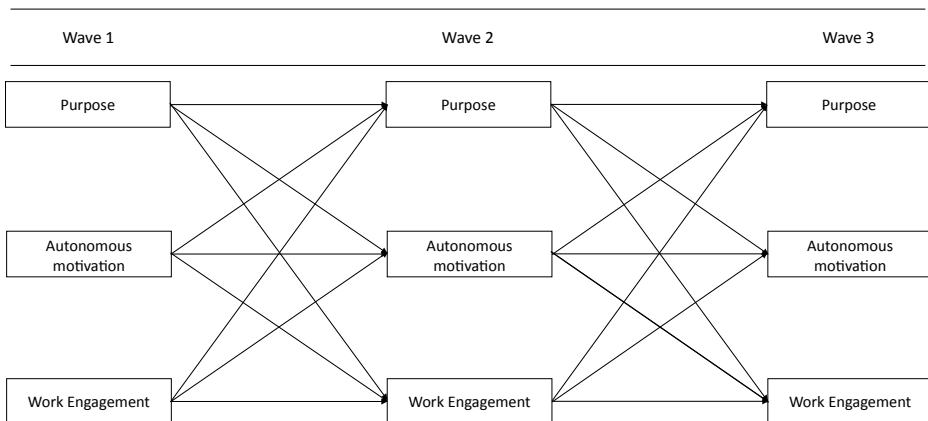 Wave 1
Wave 2
Wave 3
Purpose
Purpose
Purpose
Autonomous
motivation
Autonomous
motivation
Autonomous
motivation
Work Engagement
Work Engagement
Work Engagement